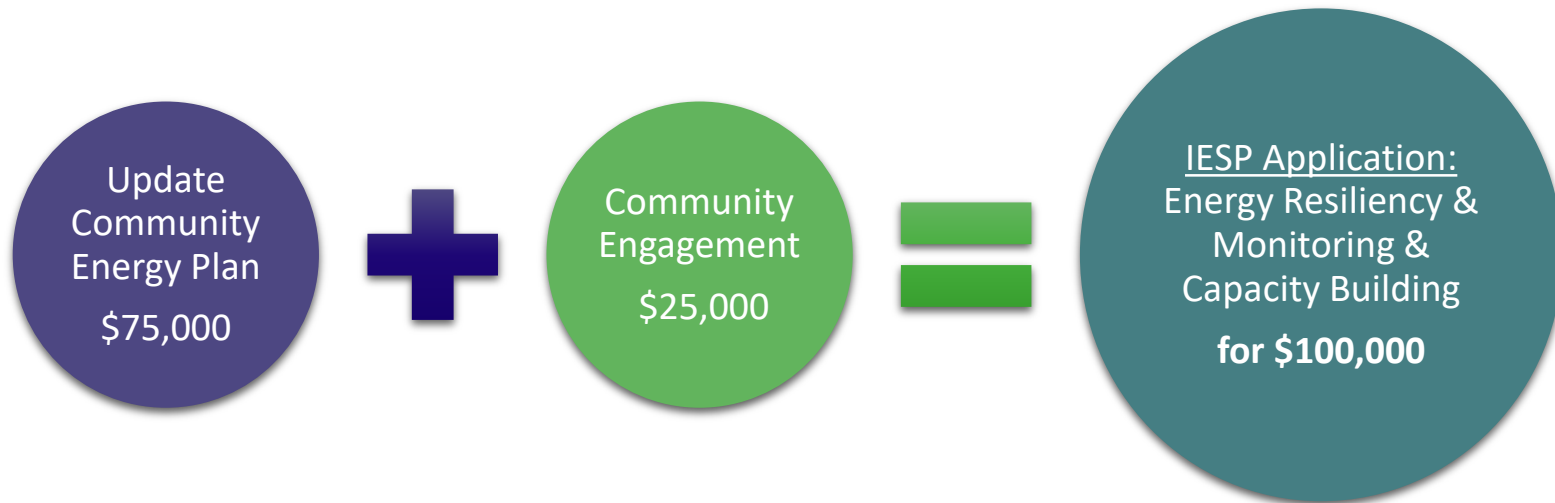 Update
Community
Energy Plan
$75,000
Community
Engagement
$25,000
IESP Application:
Energy Resiliency &
Monitoring &
Capacity Building
for $100,000